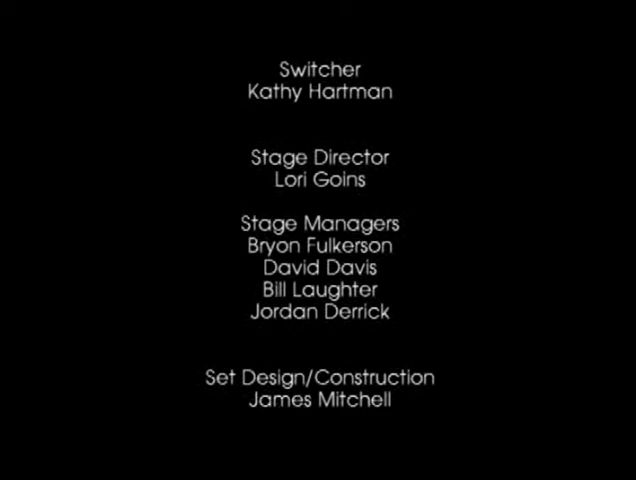 Switcher
Kathy Hartman
Stage Director
Lori Goins
Stage Managers
Bryon Fulkerson
David Davis
Bill Laughter
Jordan Derrick
Set Design/Construction
James Mitchell